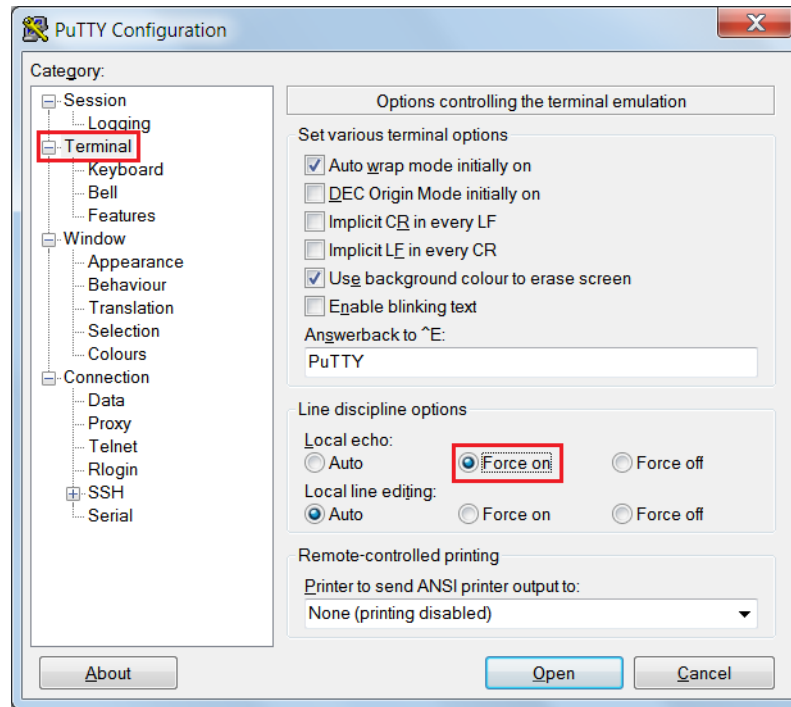 PuTTY Configuration
Category:
Session
Logging
Terminal
Keyboard
Bell
Features
Window
Appearance
Behaviour
Translation
Selection
Colours
Connection
Data
Proxy
Telnet
Rlogin
SSH
Serial
Options controlling the terminal emulation
Set various terminal options
Auto wrap mode initially on
DEC Origin Mode initially on
Implicit CR in every LF
Implicit LF in every CR
Use background colour to erase screen
Enable blinking text
Answerback to ^E:
PuTTY
Line discipline options
Local echo:
Auto Force on Force off
Local line editing:
Auto Force on Force off
Remote-controlled printing
Printer to send ANSI printer output to:
None (printing disabled)
About Open Cancel